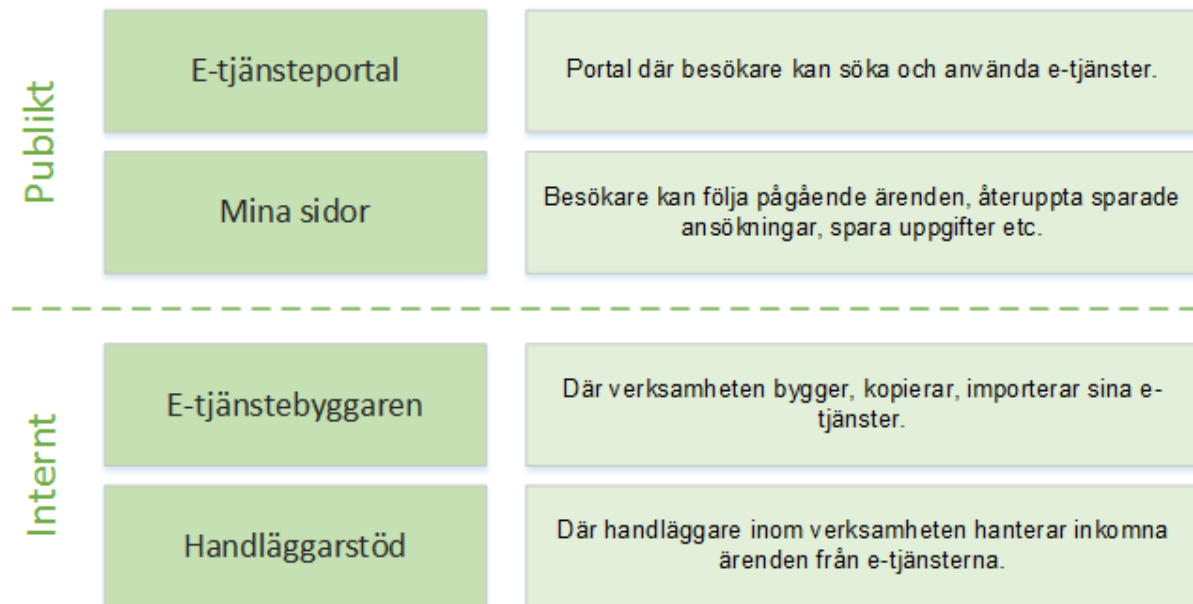 Publikt
E-tjänsteportal
Portal där besökare kan söka och använda e-tjänster.
Mina sidor
Besökare kan följa pågående ärenden, återuppta sparade
ansökningar, spara uppgifter etc.
Internt
E-tjänstebyggaren
Där verksamheten bygger, kopierar, importerar sina e-
tjänster.
Handläggarstöd
Där handläggare inom verksamheten hanterar inkomna
ärenden från e-tjänsterna.